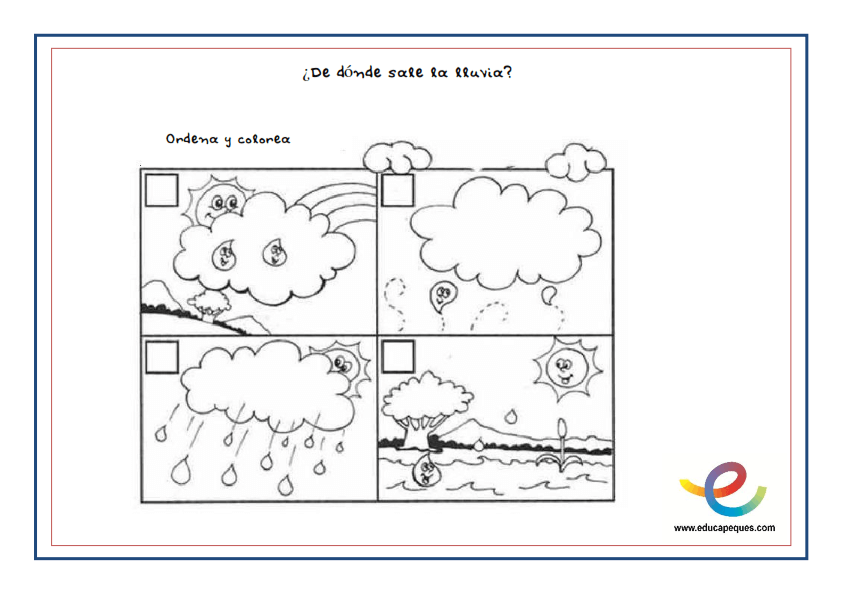 ¿De dónde sale la lluvia?
Ordena y colorea
www.educapeques.com